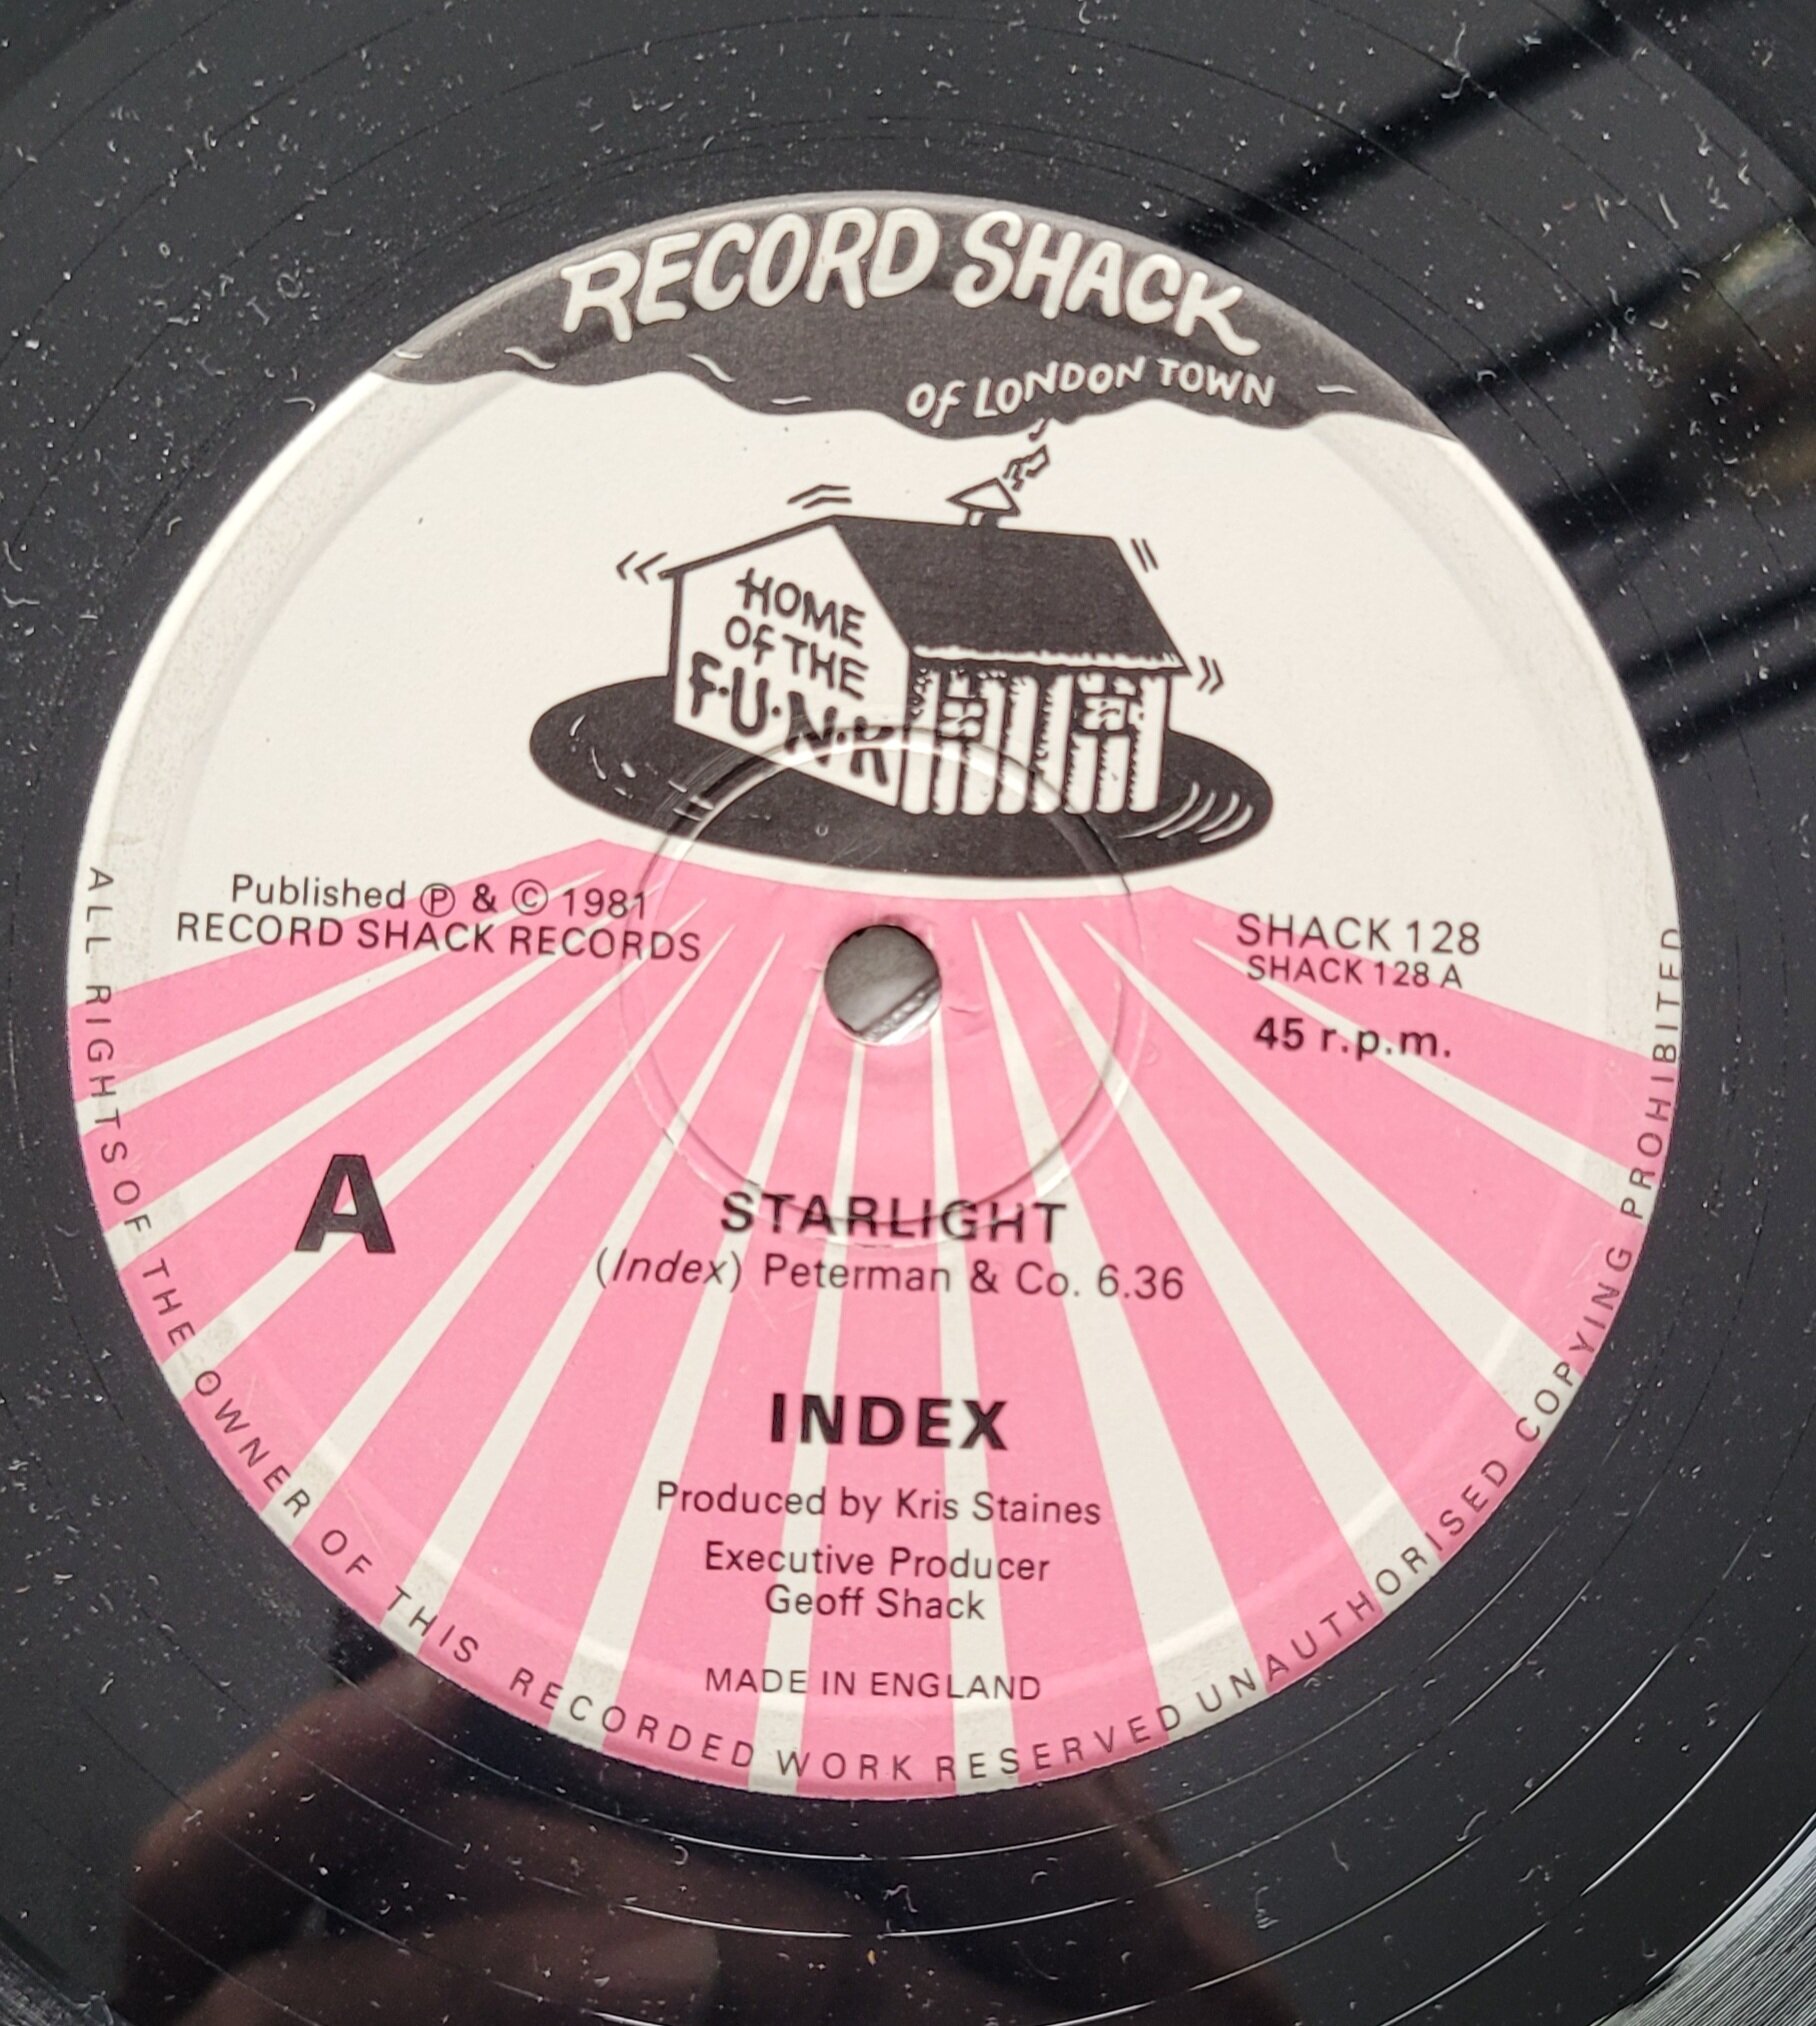 RECORD SHACK
OF LONDON TOWN
HOME
OF THE
F·U·N·K
Published Ⓟ & © 1981
RECORD SHACK RECORDS
SHACK 128
SHACK 128 A
45 r.p.m.
A
STARLIGHT
(Index) Peterman & Co. 6.36
INDEX
Produced by Kris Staines
Executive Producer
Geoff Shack
MADE IN ENGLAND
ALL RIGHTS OF THE OWNER OF THIS RECORDED WORK RESERVED UNAUTHORISED COPYING PROHIBITED